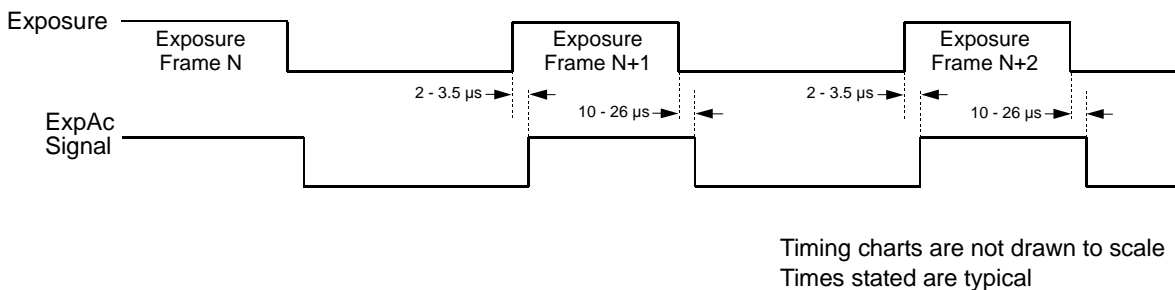 Exposure
Exposure
Frame N
Exposure
Frame N+1
Exposure
Frame N+2
2 - 3.5 µs
2 - 3.5 µs
10 - 26 µs
10 - 26 µs
ExpAc
Signal
Timing charts are not drawn to scale
Times stated are typical